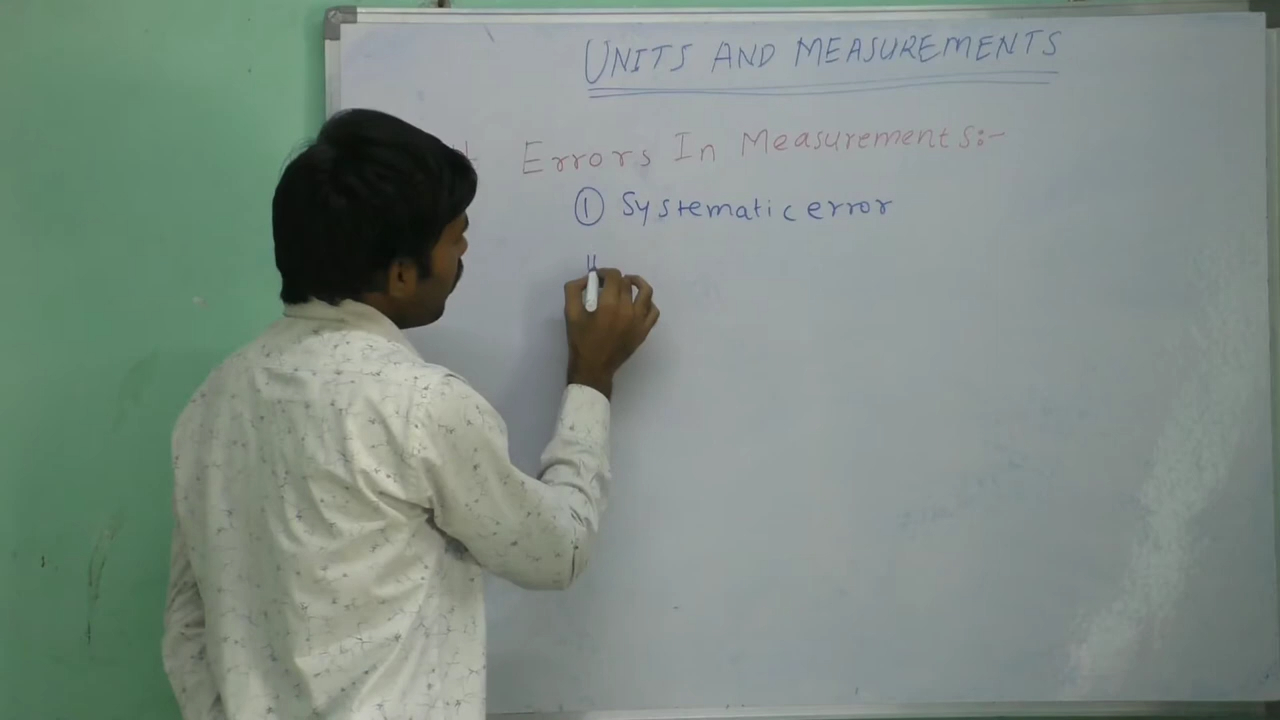 UNITS AND MEASUREMENTS
Errors In Measurements:-
① Systematic error